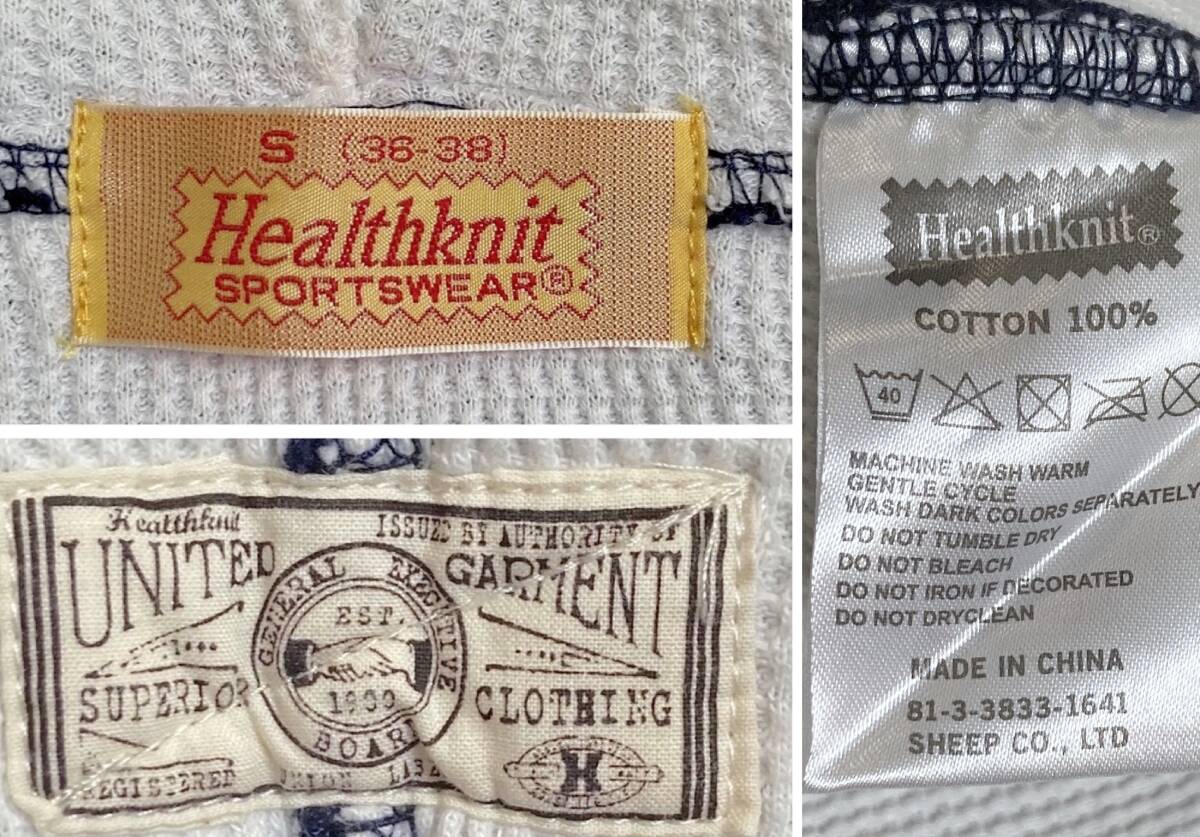 S (36-38)
Healthknit
SPORTSWEAR®
Healthknit
UNITED
ISSUED BY AUTHORITY OF
GARMENT
GENERAL EXECUTIVE
EST.
BOARD
SUPERIOR
CLOTHING
REGISTERED
UNION LABEL
H
Healthknit®
COTTON 100%
40
MACHINE WASH WARM
GENTLE CYCLE
WASH DARK COLORS SEPARATELY
DO NOT TUMBLE DRY
DO NOT BLEACH
DO NOT IRON IF DECORATED
DO NOT DRYCLEAN
MADE IN CHINA
81-3-3833-1641
SHEEP CO., LTD